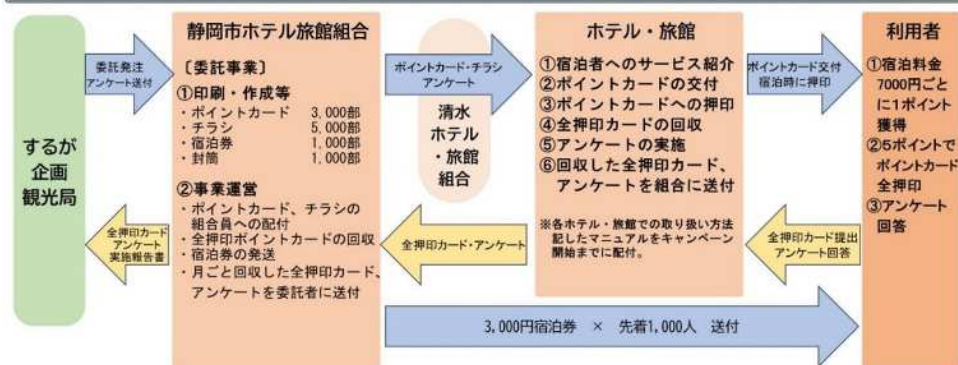 するが
企画
観光局
委託発注
アンケート送付
全押印カード
アンケート
実施報告書
静岡市ホテル旅館組合
〔委託事業〕
①印刷・作成等
・ポイントカード 3,000部
・チラシ 5,000部
・宿泊券 1,000部
・封筒 1,000部
②事業運営
・ポイントカード、チラシの
組合員への配付
・全押印ポイントカードの回収
・宿泊券の発送
・月ごと回収した全押印カード、
アンケートを委託者に送付
ポイントカード・チラシ
アンケート
清水
ホテル
・旅館
組合
全押印カード・アンケート
ホテル・旅館
①宿泊者へのサービス紹介
②ポイントカードの交付
③ポイントカードへの押印
④全押印カードの回収
⑤アンケートの実施
⑥回収した全押印カード、
アンケートを組合に送付
※各ホテル・旅館での取り扱い方法
記したマニュアルをキャンペーン
開始までに配付。
ポイントカード交付
宿泊時に押印
全押印カード提出
アンケート回答
利用者
①宿泊料金
7000円ごと
に1ポイント
獲得
②5ポイントで
ポイントカード
全押印
③アンケート
回答
3,000円宿泊券 × 先着1,000人 送付